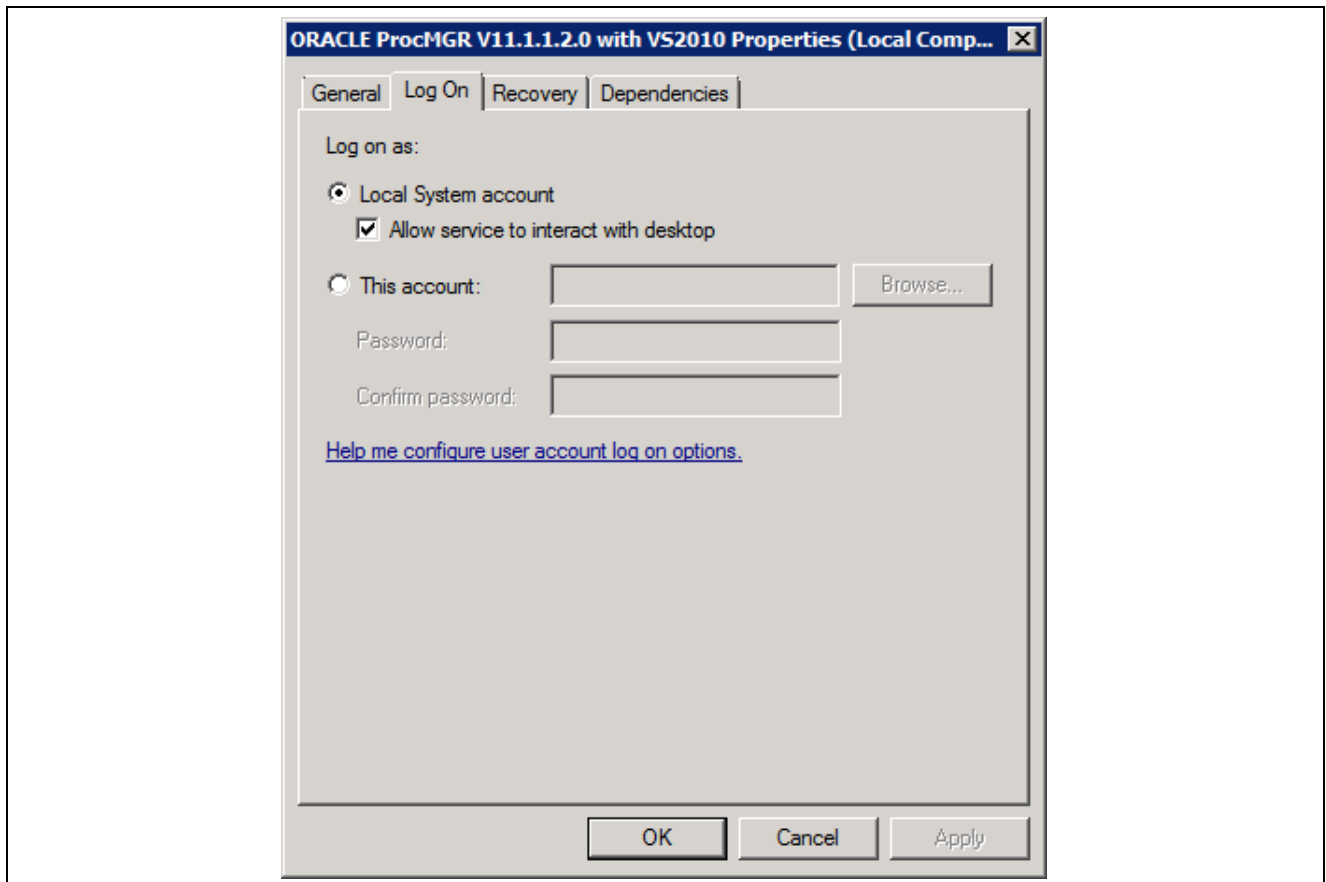 ORACLE ProcMGR V11.1.1.2.0 with VS2010 Properties (Local Comp...
General Log On Recovery Dependencies
Log on as:
Local System account
Allow service to interact with desktop
This account: Browse...
Password:
Confirm password:
Help me configure user account log on options.
OK Cancel Apply